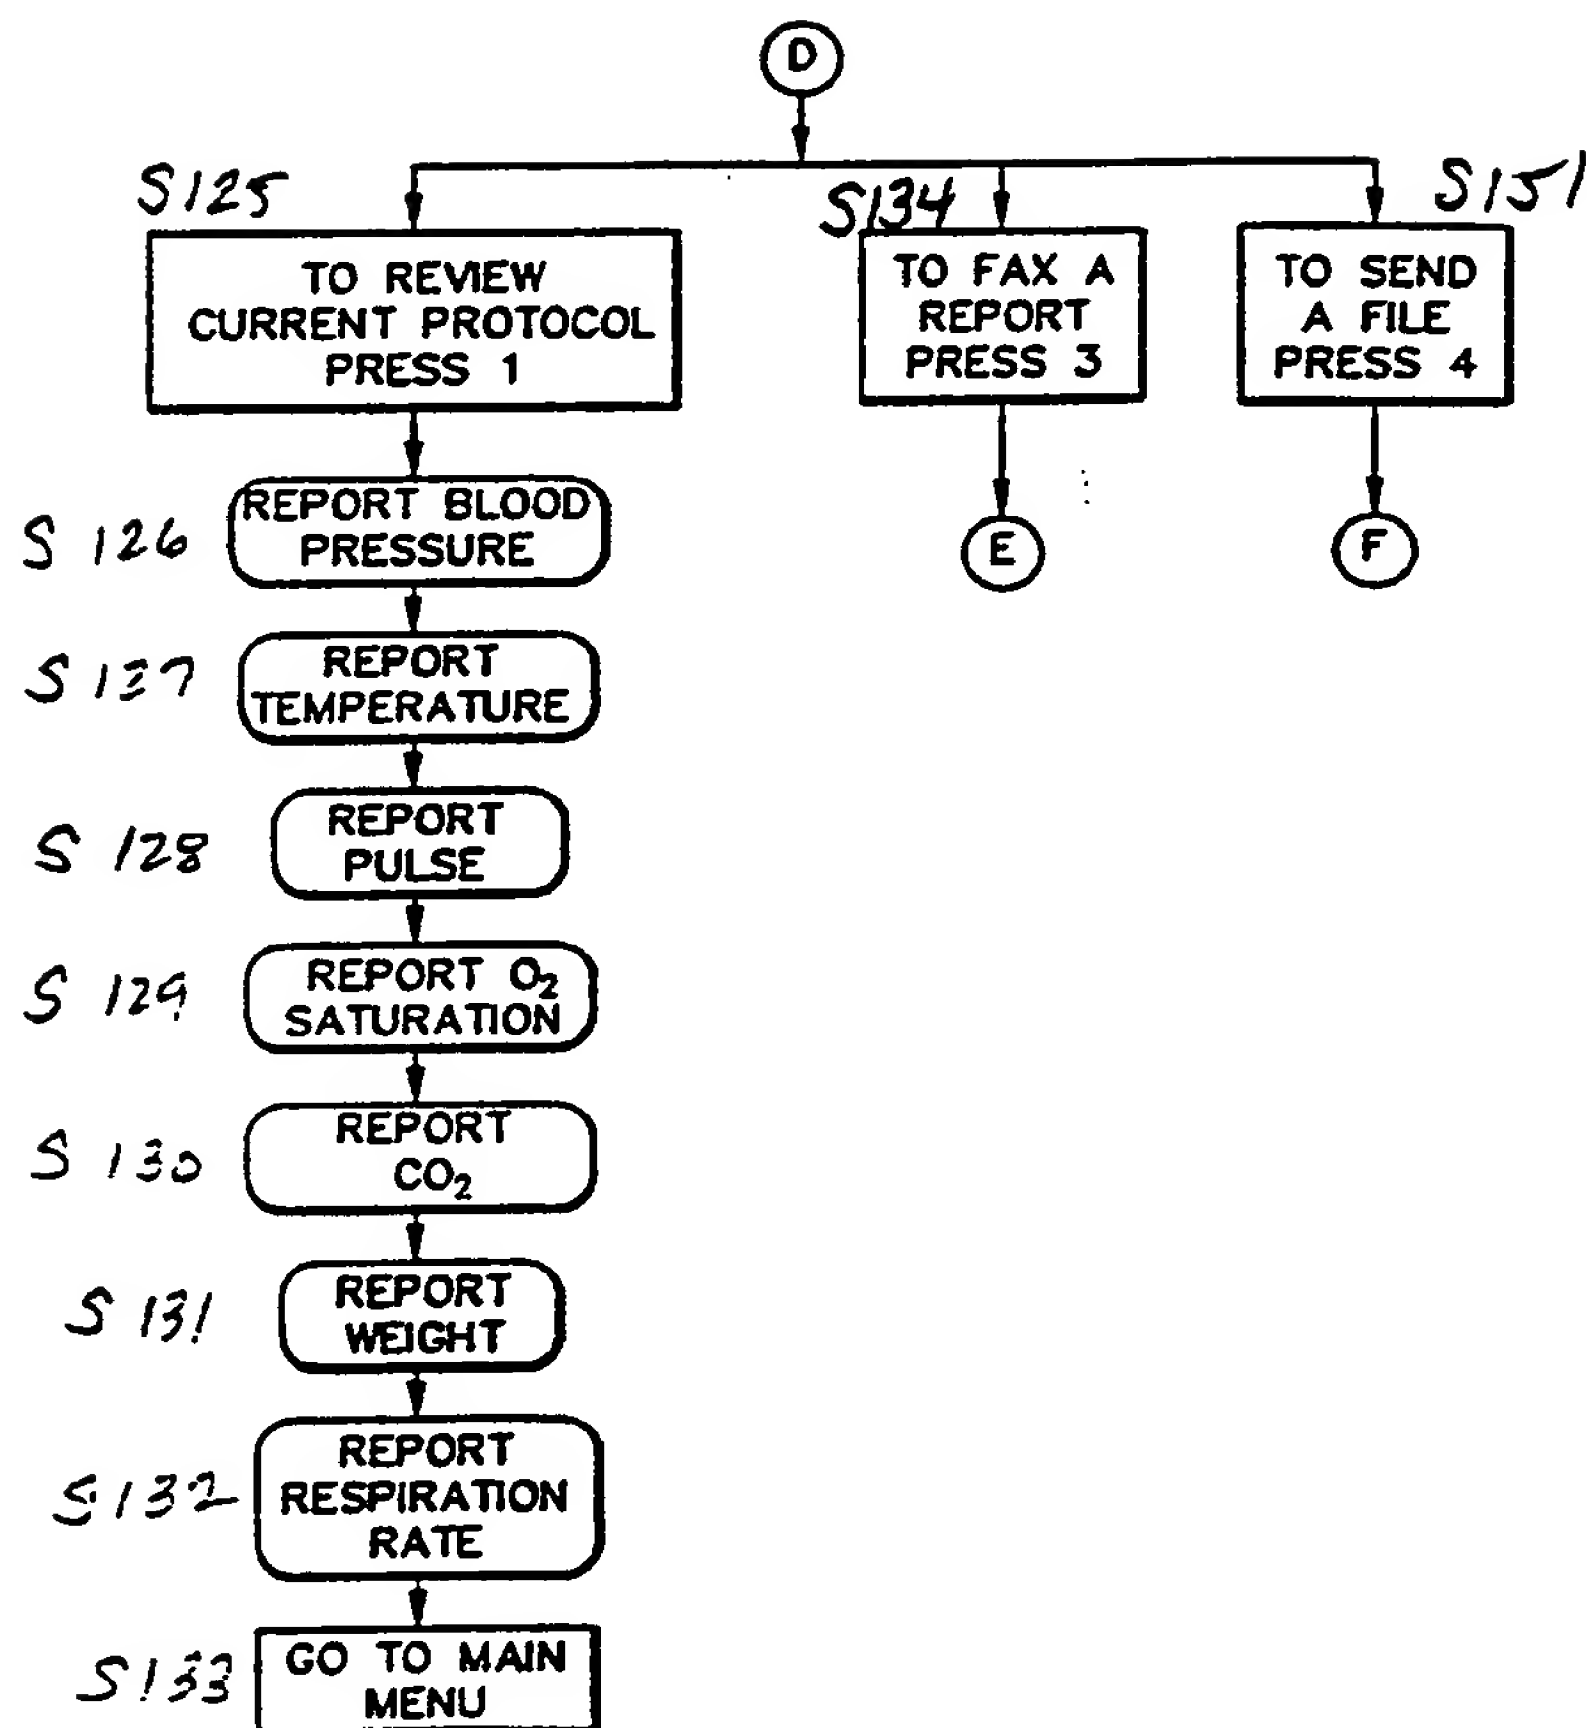 D
S125
TO REVIEW
CURRENT PROTOCOL
PRESS 1
S134
TO FAX A
REPORT
PRESS 3
S151
TO SEND
A FILE
PRESS 4
E
F
S 126
REPORT BLOOD
PRESSURE
S 127
REPORT
TEMPERATURE
S 128
REPORT
PULSE
S 129
REPORT O₂
SATURATION
S 130
REPORT
CO₂
S 131
REPORT
WEIGHT
S 132
REPORT
RESPIRATION
RATE
S133
GO TO MAIN
MENU